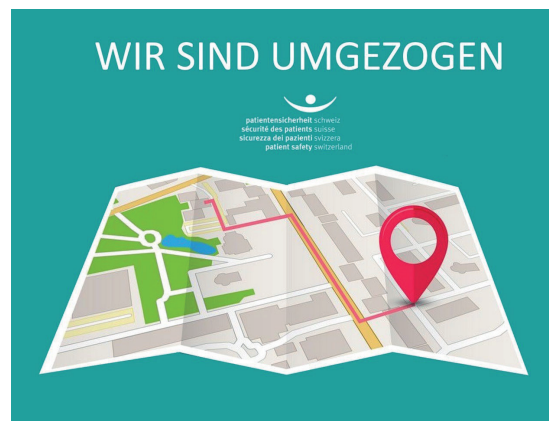 WIR SIND UMGEZOGEN
patientensicherheit schweiz
sécurité des patients suisse
sicurezza dei pazienti svizzera
patient safety switzerland